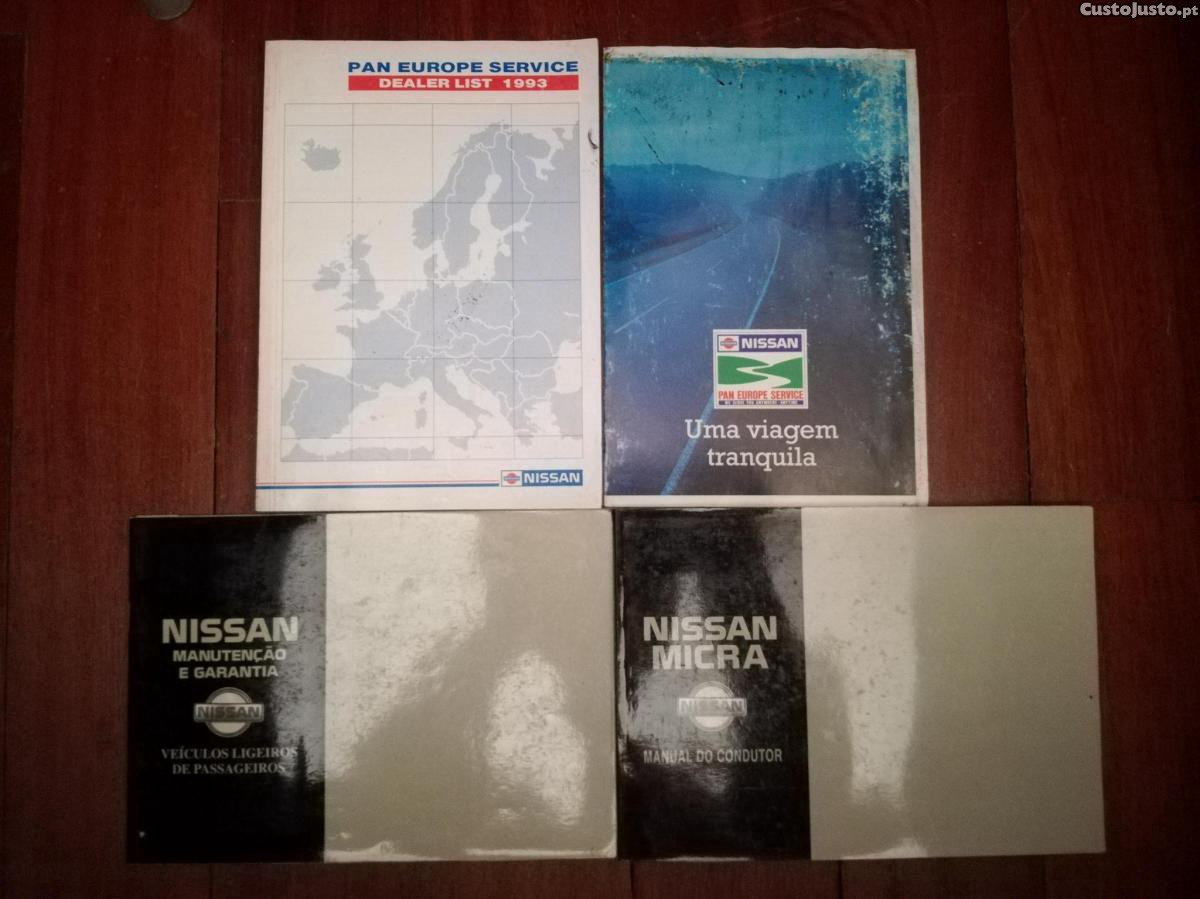 CustoJusto.pt
PAN EUROPE SERVICE
DEALER LIST 1993
NISSAN
NISSAN
PAN EUROPE SERVICE
Uma viagem
tranquila
NISSAN
MANUTENÇÃO
E GARANTIA
NISSAN
VEÍCULOS LIGEIROS
DE PASSAGEIROS
NISSAN
MICRA
NISSAN
MANUAL DO CONDUTOR